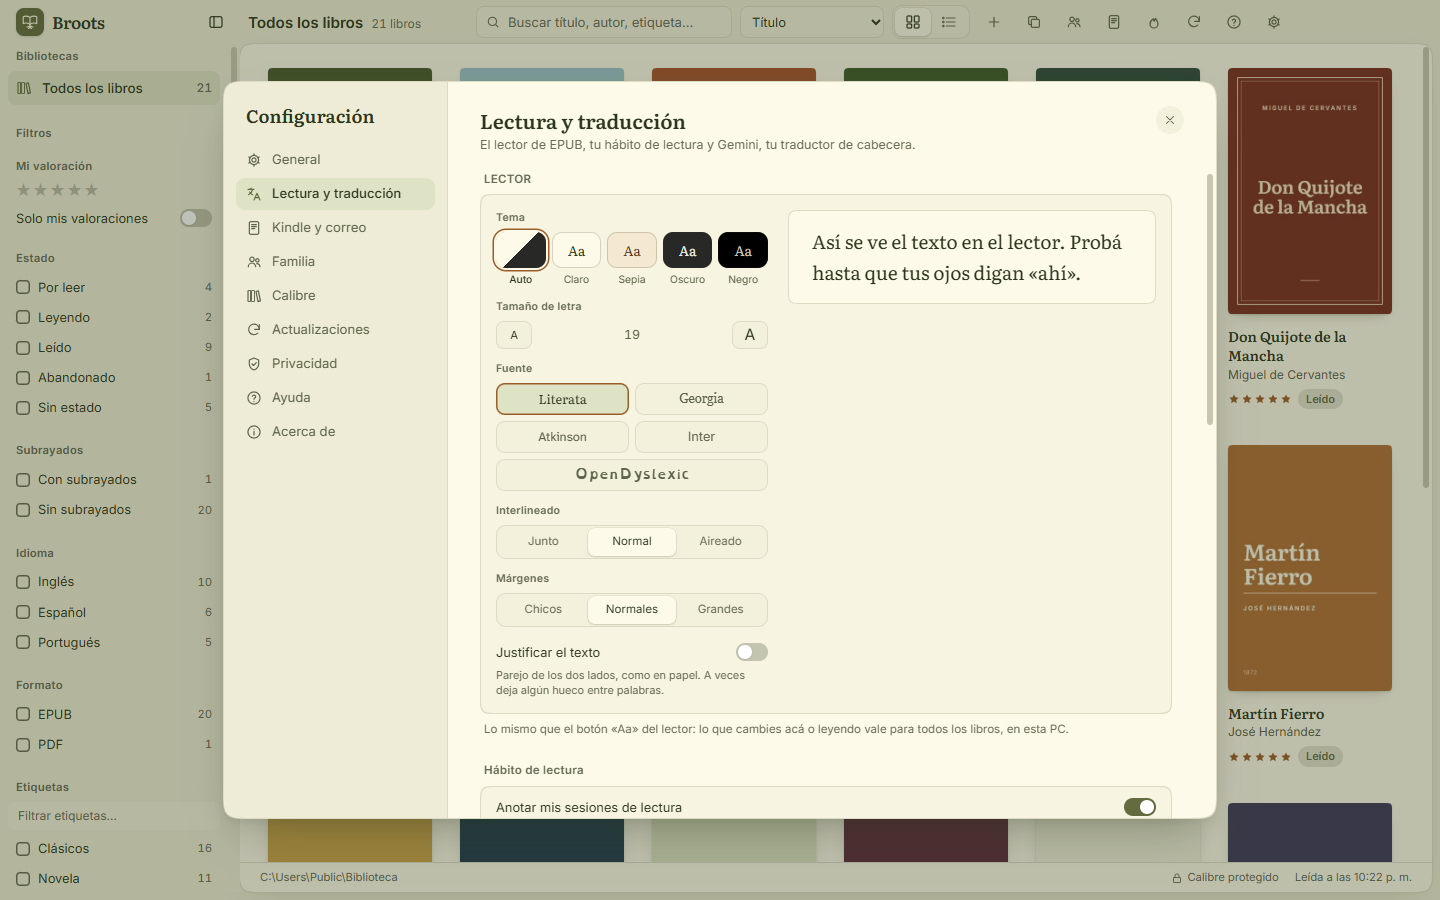 Broots
Todos los libros 21 libros
Buscar título, autor, etiqueta...
Título
Bibliotecas
Todos los libros 21
Filtros
Mi valoración
Solo mis valoraciones
Estado
Por leer 4
Leyendo 2
Leído 9
Abandonado 1
Sin estado 5
Subrayados
Con subrayados 1
Sin subrayados 20
Idioma
Inglés 10
Español 6
Portugués 5
Formato
EPUB 20
PDF 1
Etiquetas
Filtrar etiquetas...
Clásicos 16
Novela 11
Configuración
General
Lectura y traducción
Kindle y correo
Familia
Calibre
Actualizaciones
Privacidad
Ayuda
Acerca de
Lectura y traducción
El lector de EPUB, tu hábito de lectura y Gemini, tu traductor de cabecera.
LECTOR
Tema
Aa Aa Aa Aa
Auto Claro Sepia Oscuro Negro
Tamaño de letra
A 19 A
Fuente
Literata Georgia
Atkinson Inter
OpenDyslexic
Interlineado
Junto Normal Aireado
Márgenes
Chicos Normales Grandes
Justificar el texto
Parejo de los dos lados, como en papel. A veces
deja algún hueco entre palabras.
Así se ve el texto en el lector. Probá
hasta que tus ojos digan «ahí».
Lo mismo que el botón «Aa» del lector: lo que cambies acá o leyendo vale para todos los libros, en esta PC.
Hábito de lectura
Anotar mis sesiones de lectura
MIGUEL DE CERVANTES
Don Quijote
de la Mancha
Don Quijote de la
Mancha
Miguel de Cervantes
Leído
Martín
Fierro
JOSÉ HERNÁNDEZ
1872
Martín Fierro
José Hernández
Leído
C:\Users\Public\Biblioteca
Calibre protegido Leída a las 10:22 p. m.